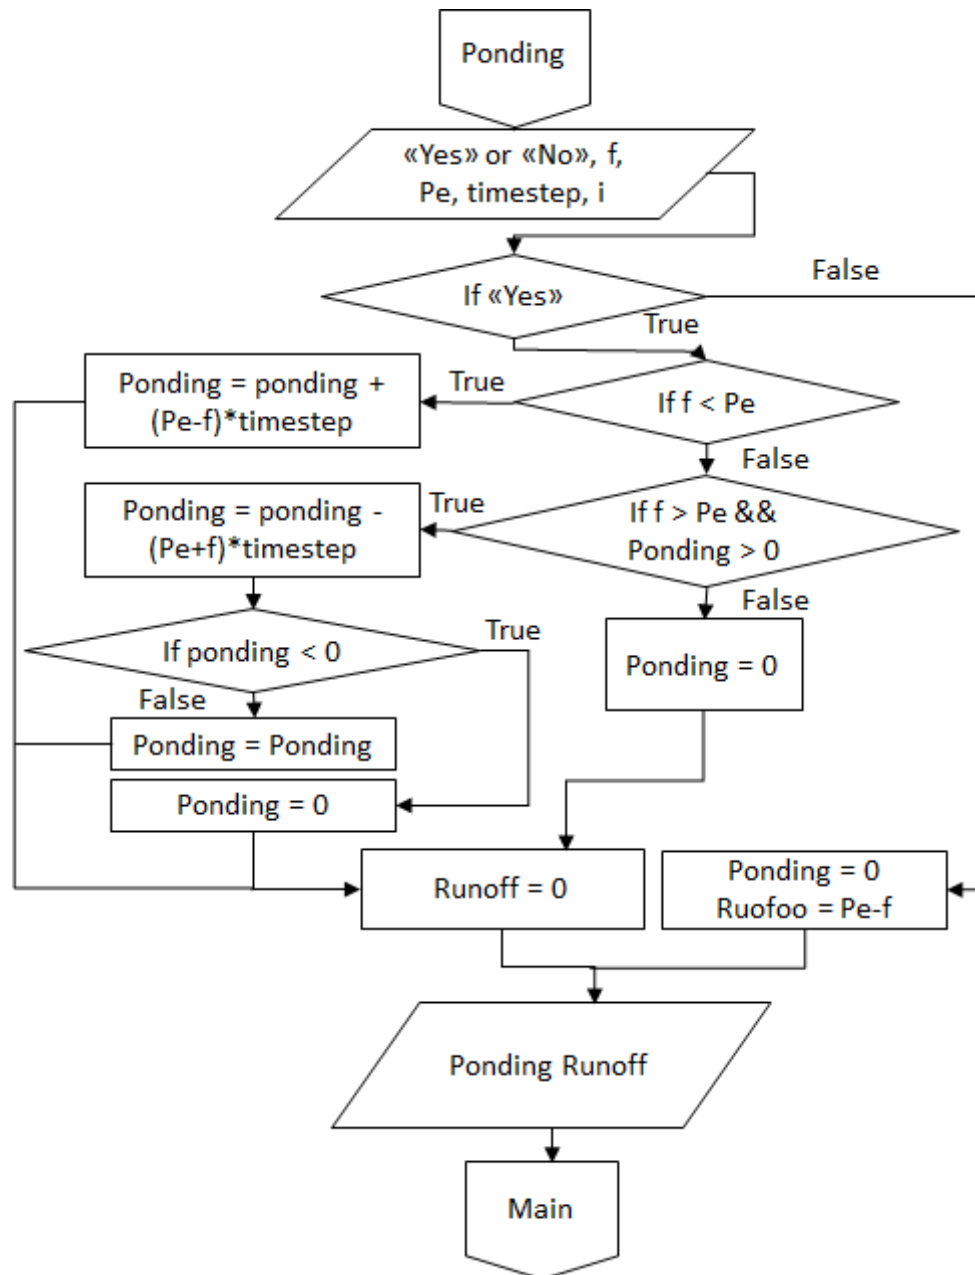 Ponding
«Yes» or «No», f,
Pe, timestep, i
If «Yes»
False
True
If f < Pe
True
Ponding = ponding +
(Pe-f)*timestep
False
If f > Pe &&
Ponding > 0
True
Ponding = ponding -
(Pe+f)*timestep
False
Ponding = 0
If ponding < 0
True
False
Ponding = Ponding
Ponding = 0
Runoff = 0
Ponding = 0
Ruofoo = Pe-f
Ponding Runoff
Main